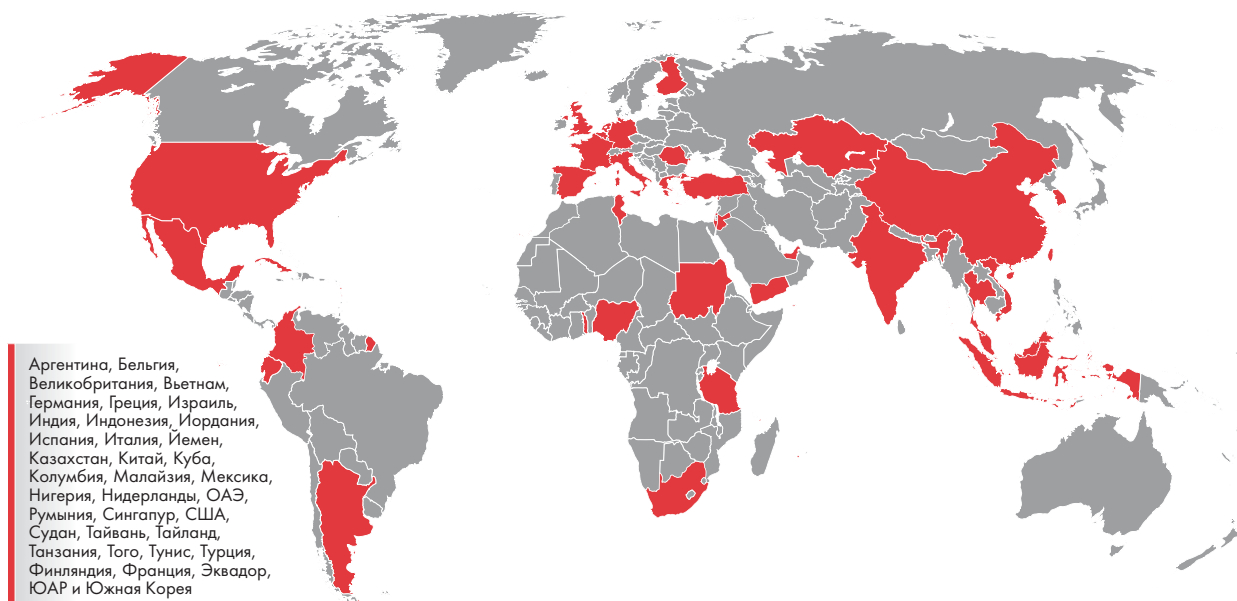 Аргентина, Бельгия,
Великобритания, Вьетнам,
Германия, Греция, Израиль,
Индия, Индонезия, Иордания,
Испания, Италия, Йемен,
Казахстан, Китай, Куба,
Колумбия, Малайзия, Мексика,
Нигерия, Нидерланды, ОАЭ,
Румыния, Сингапур, США,
Судан, Тайвань, Тайланд,
Танзания, Того, Тунис, Турция,
Финляндия, Франция, Эквадор,
ЮАР и Южная Корея